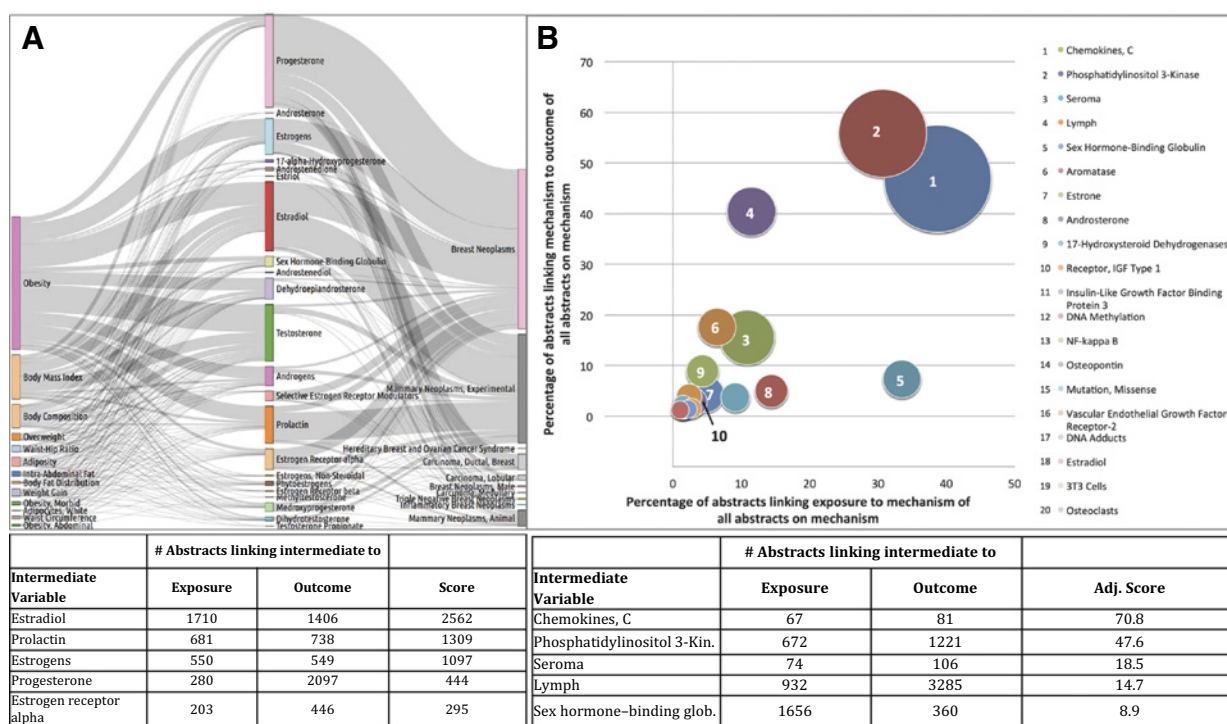 A
Progesterone
Androsterone
Estrogens
17-alpha-Hydroxyprogesterone
Androstenedione
Estriol
Estradiol
Sex Hormone-Binding Globulin
Androstenediol
Dehydroepiandrosterone
Testosterone
Androgens
Selective Estrogen Receptor Modulators
Prolactin
Estrogen Receptor alpha
Estrogens, Non-Steroidal
Phytoestrogens
Estrogen Receptor beta
Methyltestosterone
Medroxyprogesterone
Dihydrotestosterone
Testosterone Propionate
Obesity
Body Mass Index
Body Composition
Overweight
Waist-Hip Ratio
Adiposity
Intra-Abdominal Fat
Body Fat Distribution
Weight Gain
Obesity, Morbid
Adipocytes, White
Waist Circumference
Obesity, Abdominal
Breast Neoplasms
Mammary Neoplasms, Experimental
Hereditary Breast and Ovarian Cancer Syndrome
Carcinoma, Ductal, Breast
Carcinoma, Lobular
Breast Neoplasms, Male
Carcinoma, Medullary
Triple Negative Breast Neoplasms
Inflammatory Breast Neoplasms
Mammary Neoplasms, Animal
B
Percentage of abstracts linking mechanism to outcome of
all abstracts on mechanism
70
60
50
40
30
20
10
0
0
10
20
30
40
50
2
1
4
6
3
9
7
8
5
10
Percentage of abstracts linking exposure to mechanism of
all abstracts on mechanism
1 Chemokines, C
2 Phosphatidylinositol 3-Kinase
3 Seroma
4 Lymph
5 Sex Hormone-Binding Globulin
6 Aromatase
7 Estrone
8 Androsterone
9 17-Hydroxysteroid Dehydrogenases
10 Receptor, IGF Type 1
11 Insulin-Like Growth Factor Binding
Protein 3
12 DNA Methylation
13 NF-kappa B
14 Osteopontin
15 Mutation, Missense
16 Vascular Endothelial Growth Factor
Receptor-2
17 DNA Adducts
18 Estradiol
19 3T3 Cells
20 Osteoclasts
# Abstracts linking intermediate to
Intermediate
Variable Exposure Outcome Score
Estradiol 1710 1406 2562
Prolactin 681 738 1309
Estrogens 550 549 1097
Progesterone 280 2097 444
Estrogen receptor
alpha 203 446 295
# Abstracts linking intermediate to
Intermediate
Variable Exposure Outcome Adj. Score
Chemokines, C 67 81 70.8
Phosphatidylinositol 3-Kin. 672 1221 47.6
Seroma 74 106 18.5
Lymph 932 3285 14.7
Sex hormone–binding glob. 1656 360 8.9